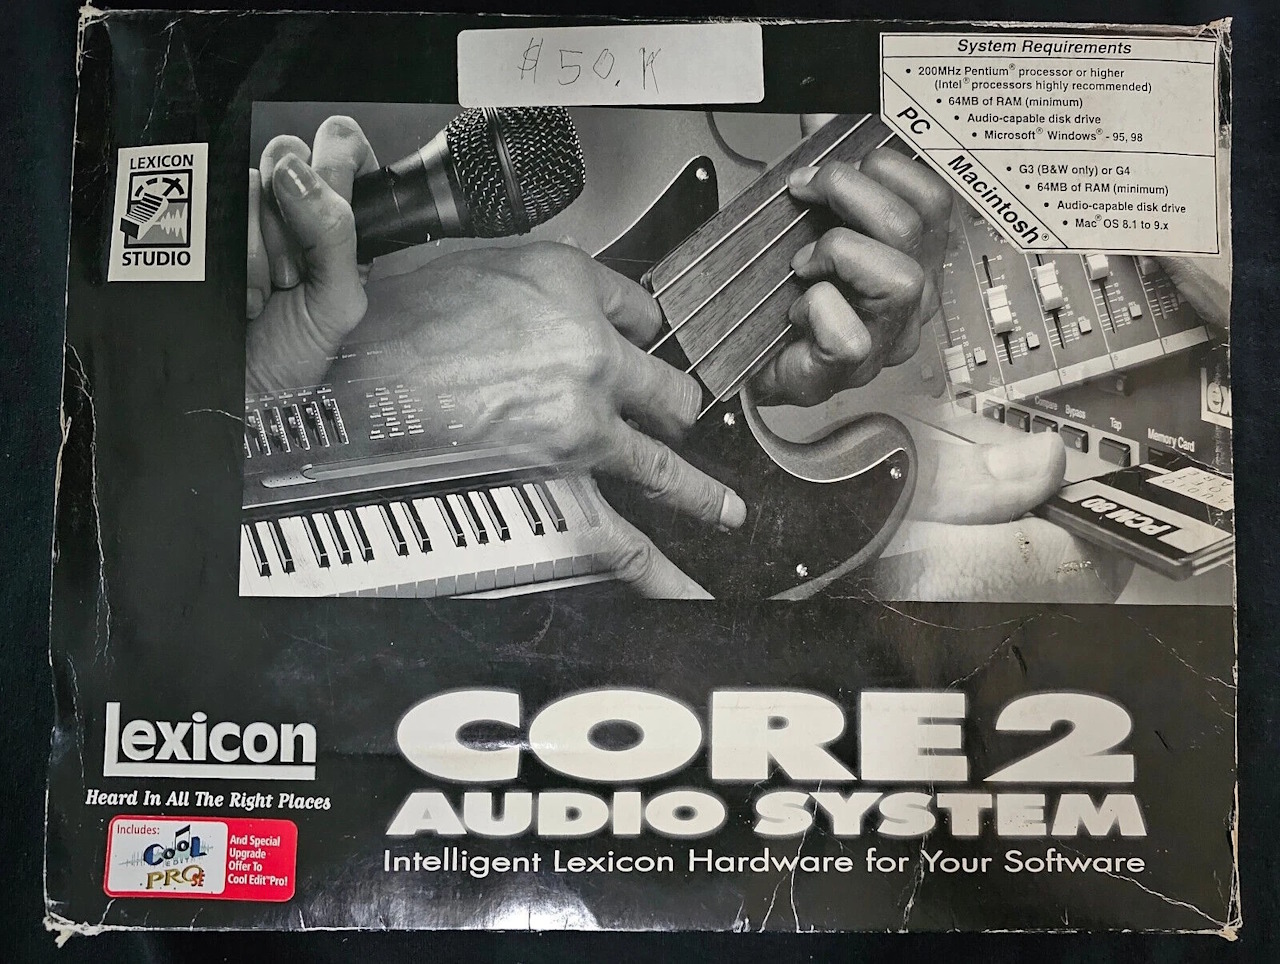 $50.K
System Requirements
• 200MHz Pentium® processor or higher
(Intel® processors highly recommended)
• 64MB of RAM (minimum)
• Audio-capable disk drive
• Microsoft® Windows® - 95, 98
PC
Macintosh®
• G3 (B&W only) or G4
• 64MB of RAM (minimum)
• Audio-capable disk drive
• Mac® OS 8.1 to 9.x
LEXICON
STUDIO
Compare Bypass
Tap
Memory Card
PCM 80
Lexicon
Heard In All The Right Places
CORE 2
AUDIO SYSTEM
Intelligent Lexicon Hardware for Your Software
Includes:
COOL
EDIT
PRO SE
And Special
Upgrade
Offer To
Cool Edit™Pro!